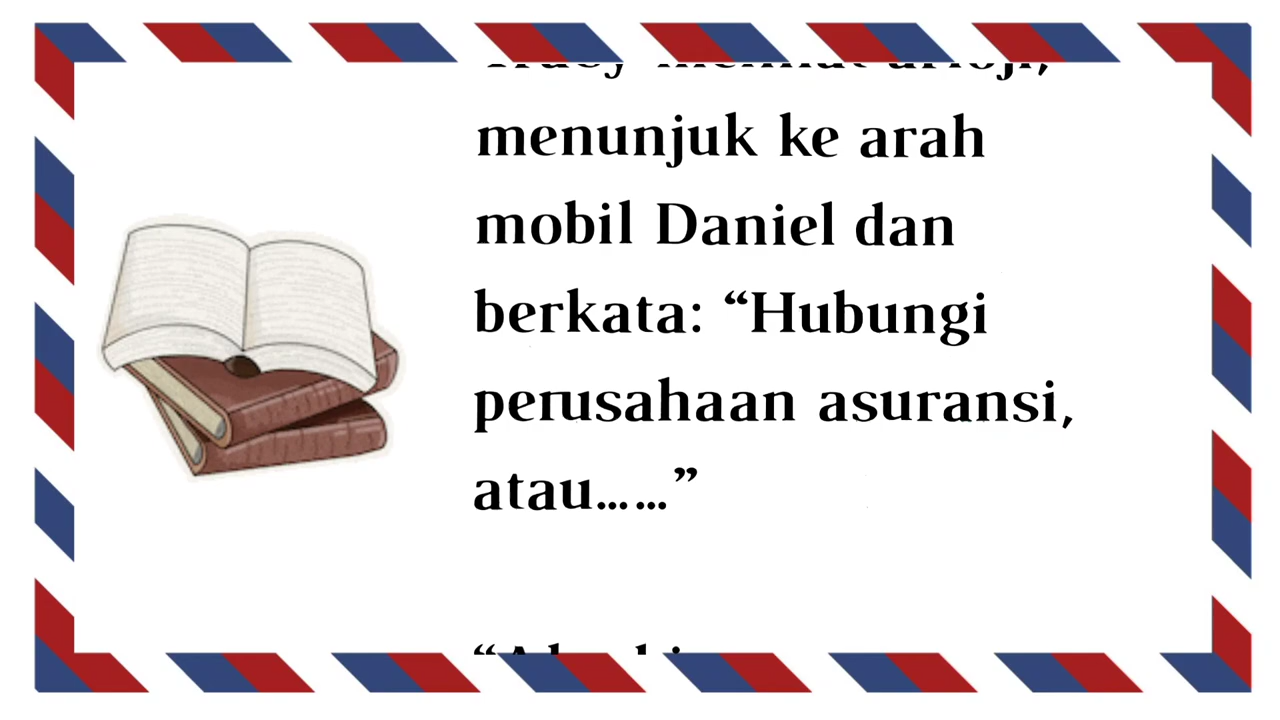 menunjuk ke arah
mobil Daniel dan
berkata: “Hubungi
perusahaan asuransi,
atau……”